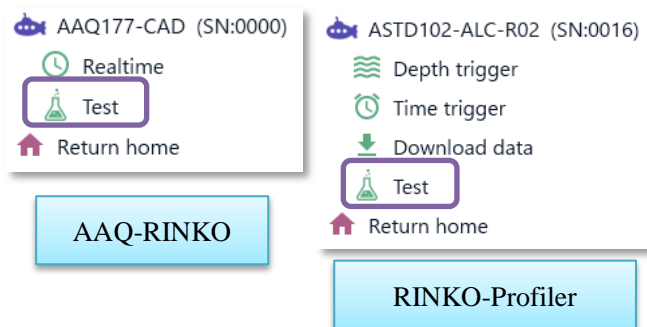 AAQ177-CAD (SN:0000)
Realtime
Test
Return home
AAQ-RINKO
ASTD102-ALC-R02 (SN:0016)
Depth trigger
Time trigger
Download data
Test
Return home
RINKO-Profiler